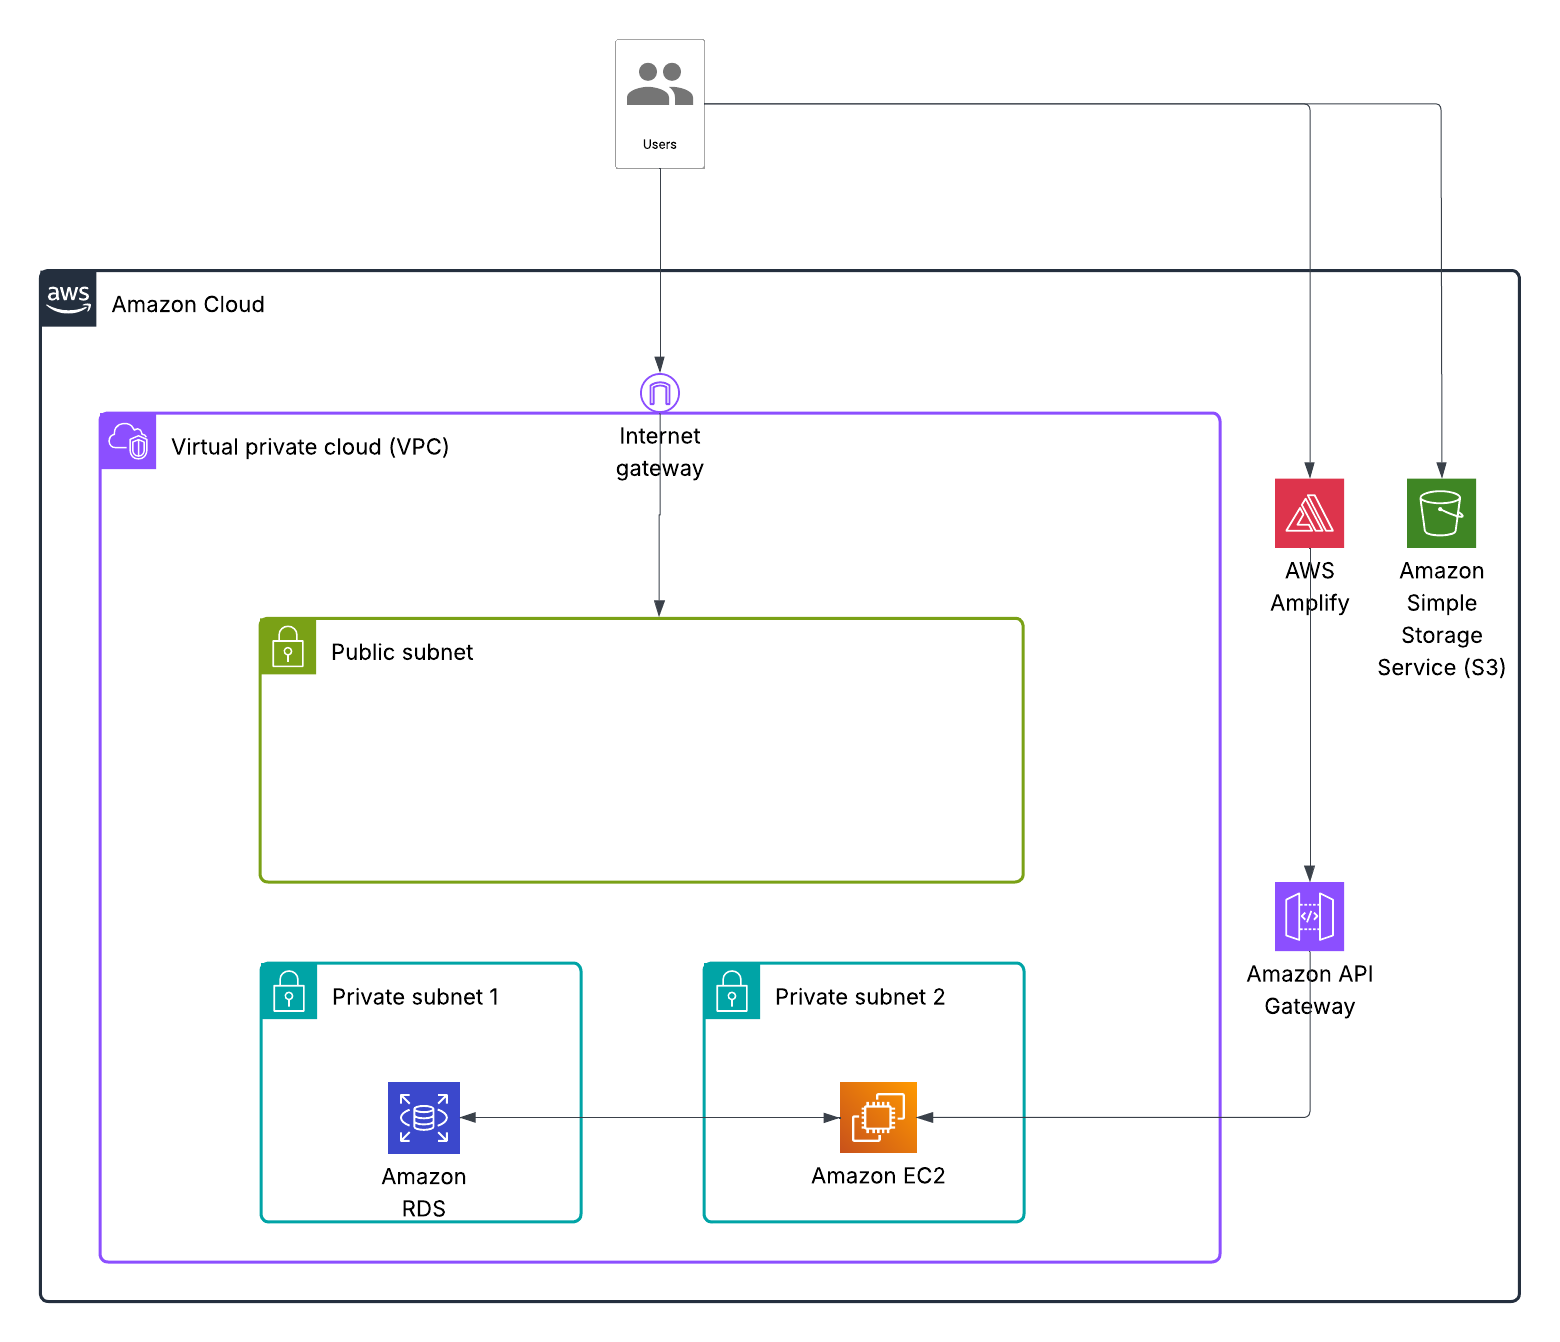 Users
aws
Amazon Cloud
Internet
gateway
Virtual private cloud (VPC)
AWS
Amplify
Amazon
Simple
Storage
Service (S3)
Public subnet
Amazon API
Gateway
Private subnet 1
Private subnet 2
Amazon
RDS
Amazon EC2